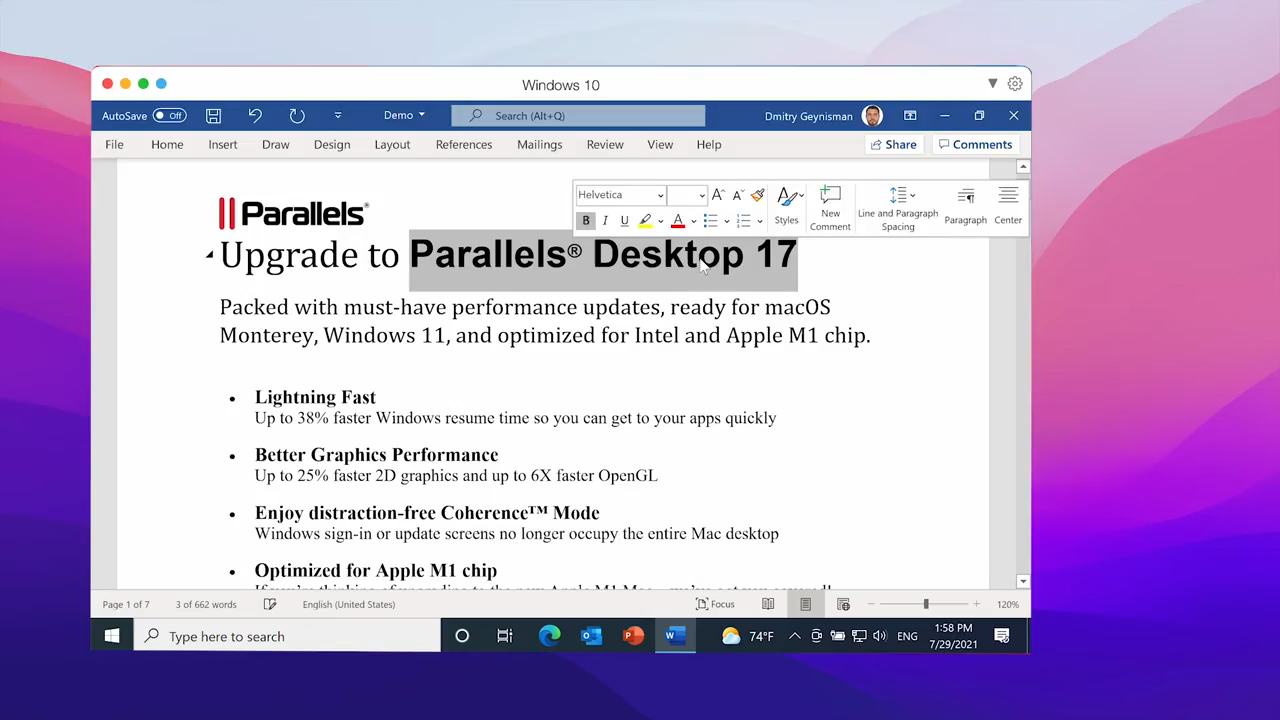 Windows 10
AutoSave Off Demo Search (Alt+Q) Dmitry Geynisman
File Home Insert Draw Design Layout References Mailings Review View Help Share Comments
Helvetica
B I U A Styles New Comment Line and Paragraph Spacing Paragraph Center
Parallels®
Upgrade to Parallels® Desktop 17
Packed with must-have performance updates, ready for macOS
Monterey, Windows 11, and optimized for Intel and Apple M1 chip.
• Lightning Fast
Up to 38% faster Windows resume time so you can get to your apps quickly
• Better Graphics Performance
Up to 25% faster 2D graphics and up to 6X faster OpenGL
• Enjoy distraction-free Coherence™ Mode
Windows sign-in or update screens no longer occupy the entire Mac desktop
• Optimized for Apple M1 chip
Page 1 of 7 3 of 662 words English (United States) Focus 120%
Type here to search 74°F ENG 1:58 PM
7/29/2021